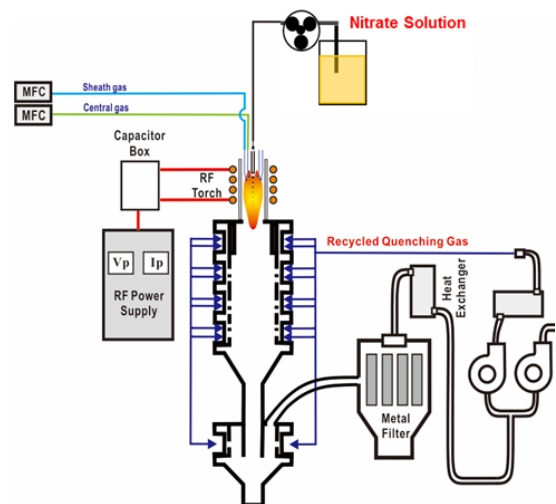 Nitrate Solution
MFC
Sheath gas
MFC
Central gas
Capacitor
Box
RF
Torch
Vp
Ip
RF Power
Supply
Recycled Quenching Gas
Heat
Exchanger
Metal
Filter